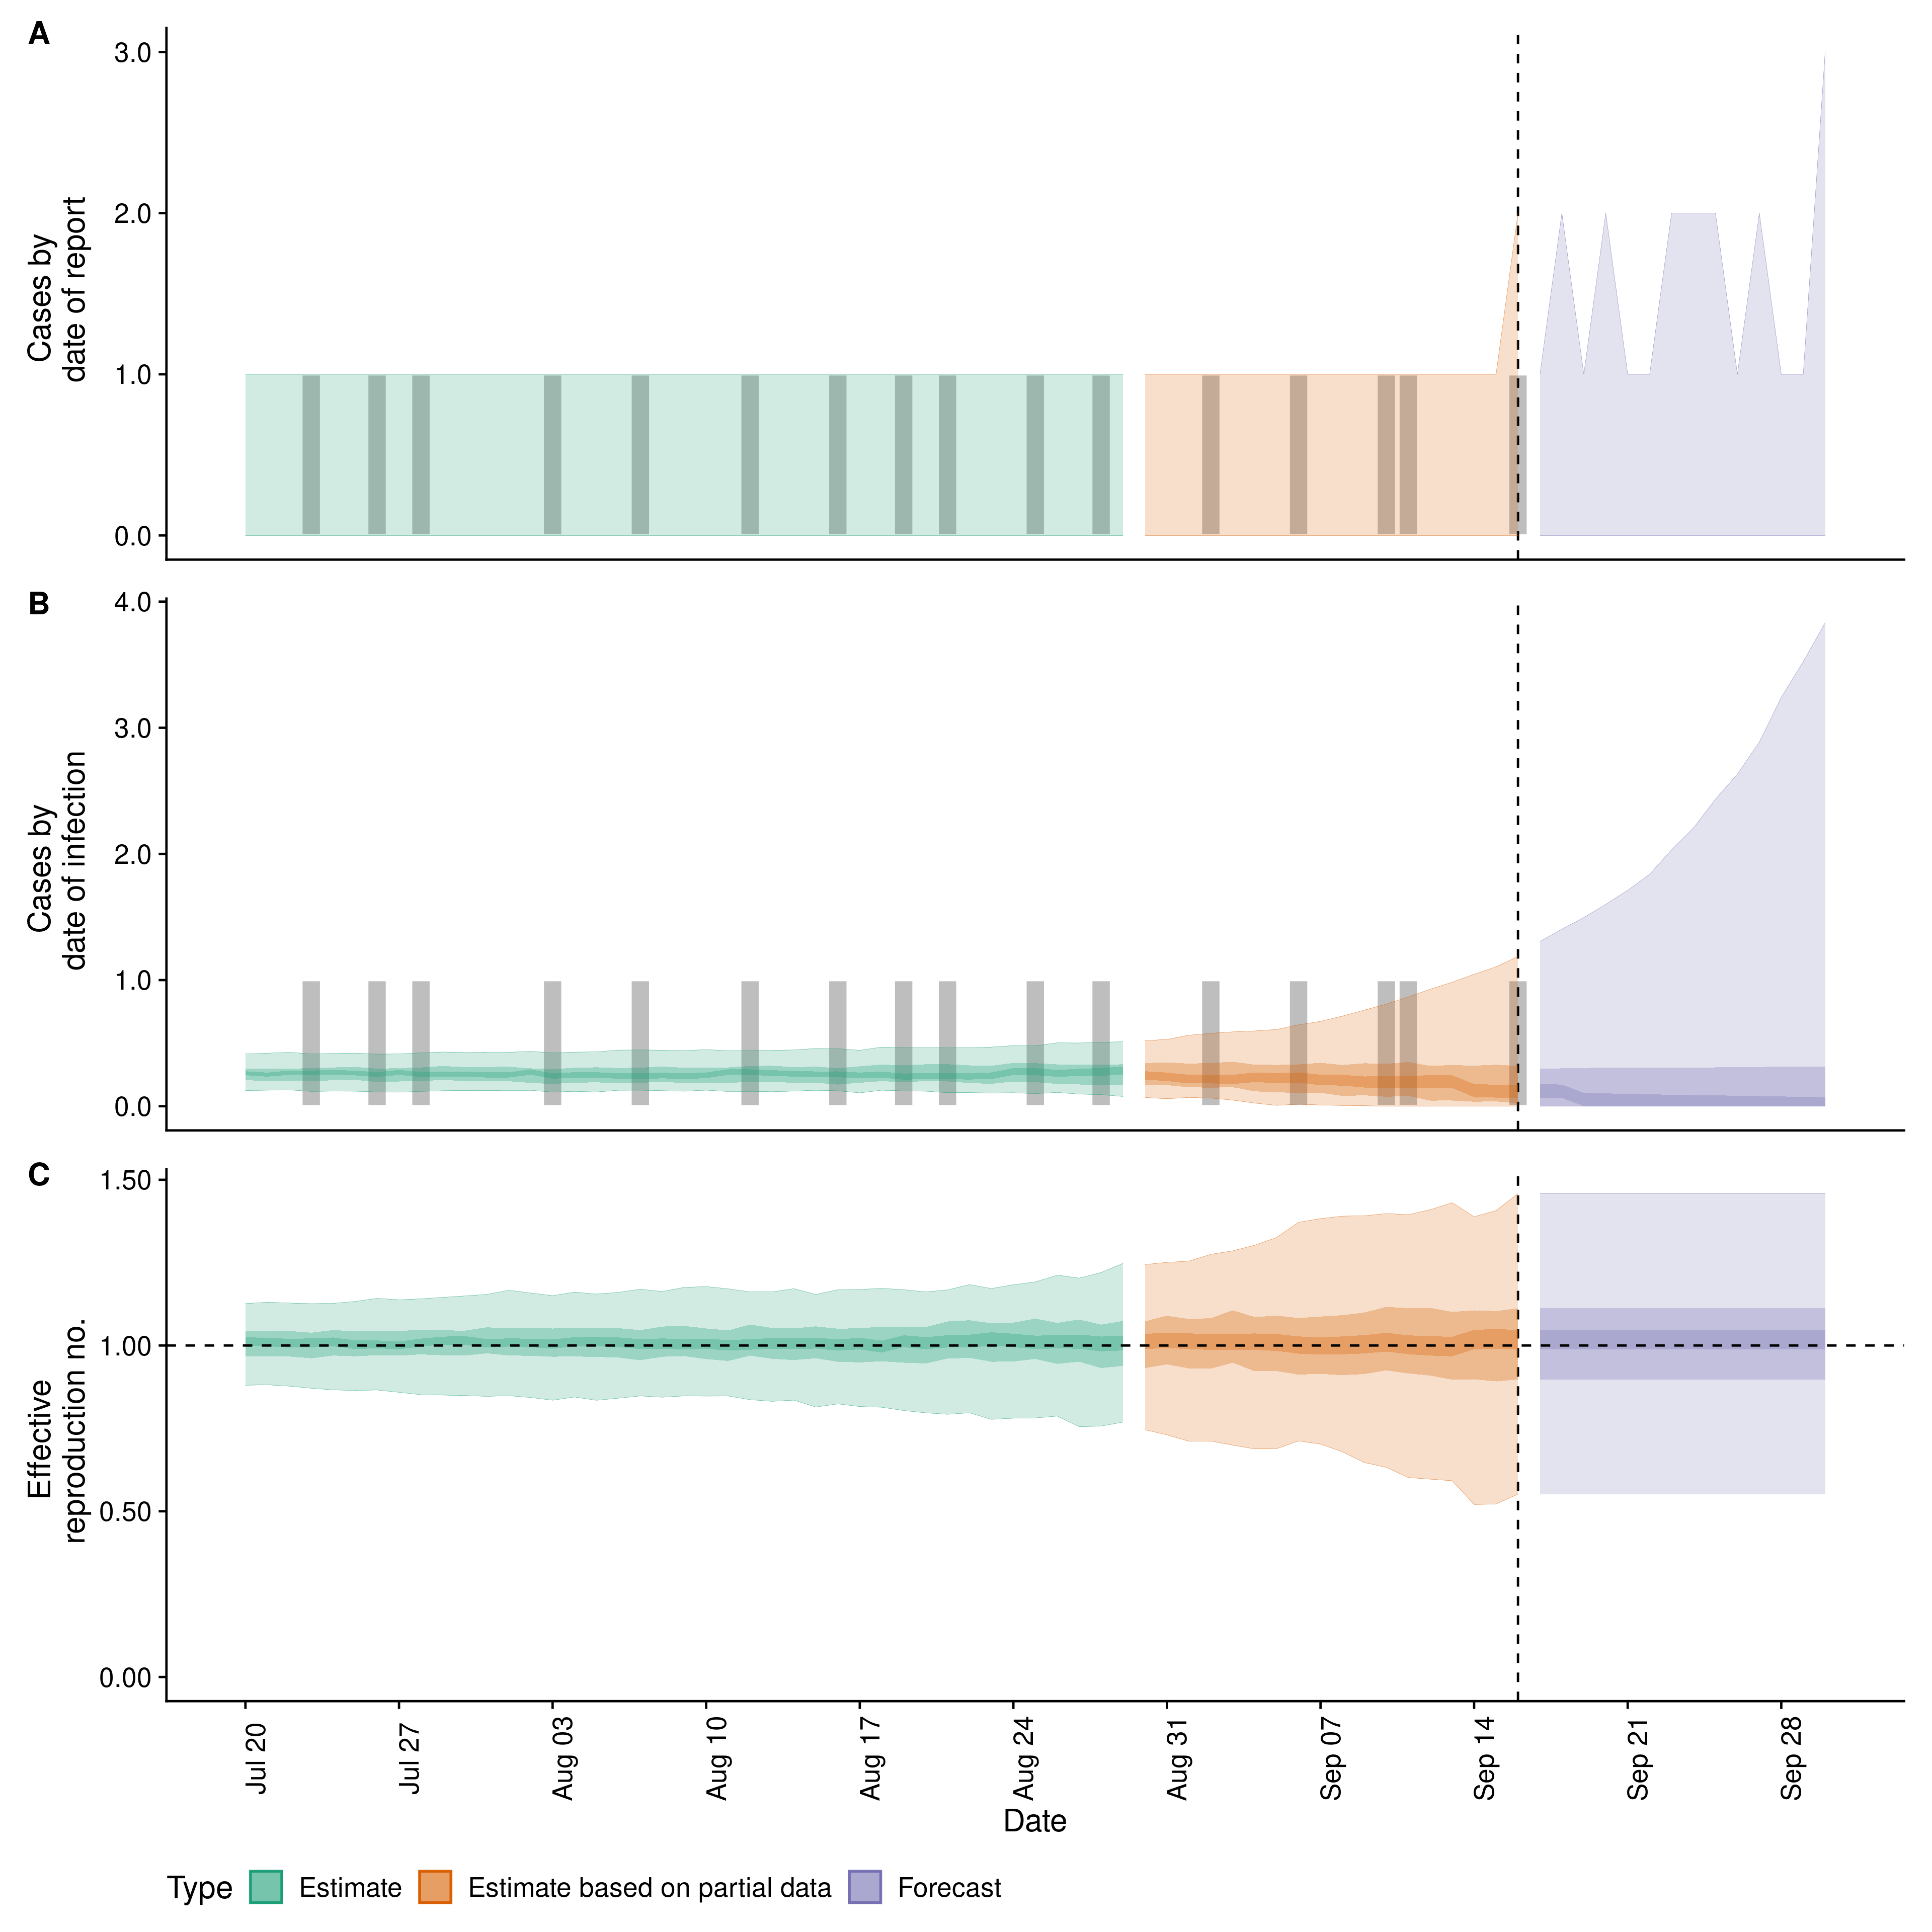 A
3.0
2.0
1.0
0.0
Cases by
date of report
B
4.0
3.0
2.0
1.0
0.0
Cases by
date of infection
C
1.50
1.00
0.50
0.00
Effective
reproduction no.
Jul 20
Jul 27
Aug 03
Aug 10
Aug 17
Aug 24
Aug 31
Sep 07
Sep 14
Sep 21
Sep 28
Date
Type
Estimate
Estimate based on partial data
Forecast